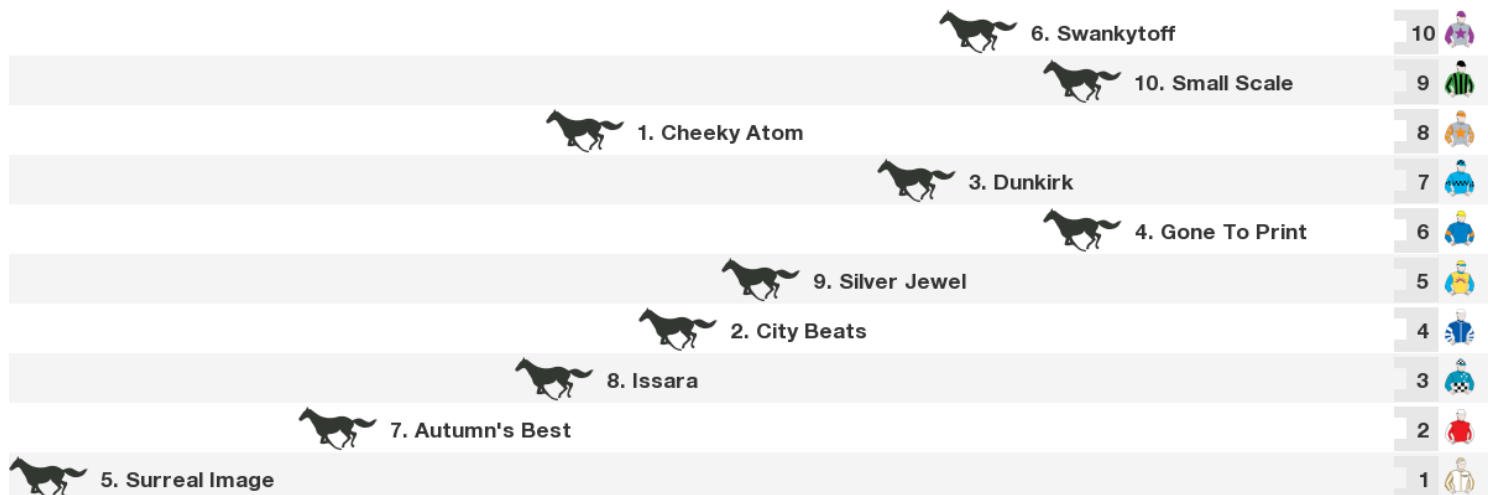 6. Swankytoff 10
10. Small Scale 9
1. Cheeky Atom 8
3. Dunkirk 7
4. Gone To Print 6
9. Silver Jewel 5
2. City Beats 4
8. Issara 3
7. Autumn's Best 2
5. Surreal Image 1